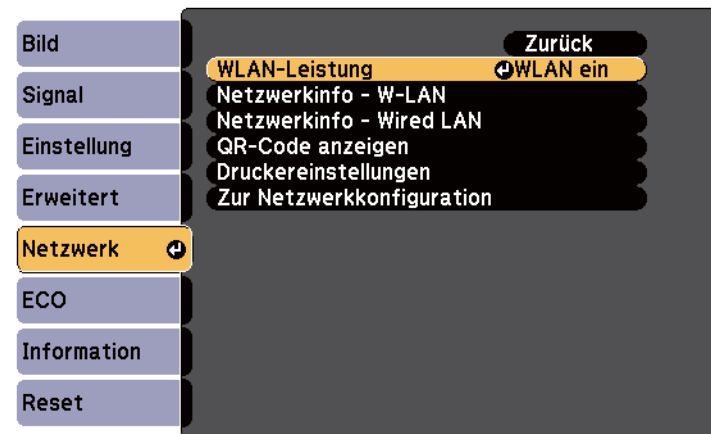 Bild
Signal
Einstellung
Erweitert
Netzwerk
ECO
Information
Reset
Zurück
WLAN-Leistung WLAN ein
Netzwerkinfo - W-LAN
Netzwerkinfo - Wired LAN
QR-Code anzeigen
Druckereinstellungen
Zur Netzwerkkonfiguration